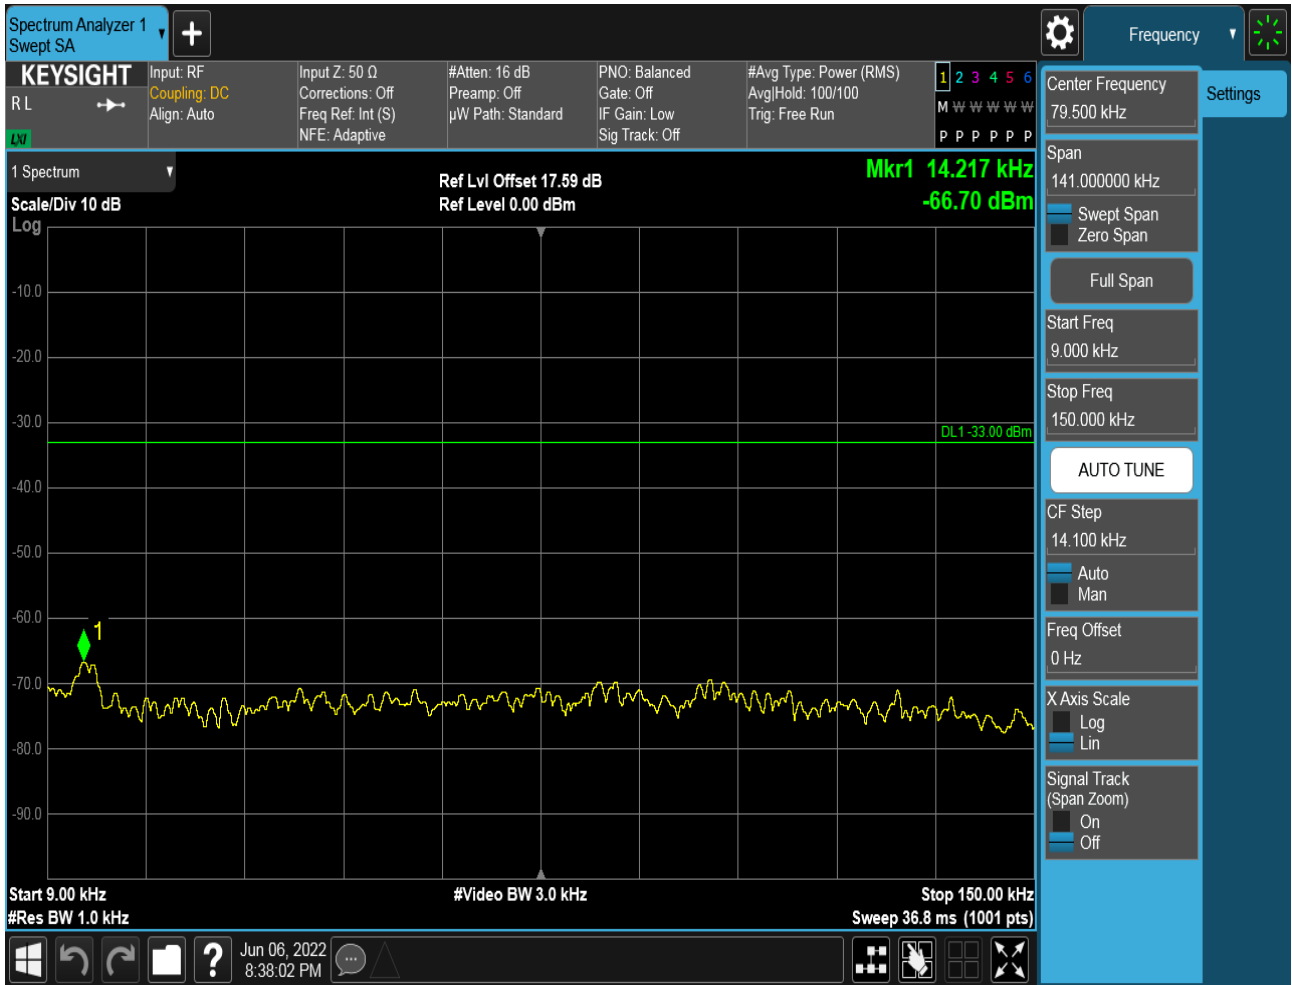 Spectrum Analyzer 1
Swept SA
Frequency
KEYSIGHT
R L
LXI
Input: RF
Coupling: DC
Align: Auto
Input Z: 50 Ω
Corrections: Off
Freq Ref: Int (S)
NFE: Adaptive
#Atten: 16 dB
Preamp: Off
µW Path: Standard
PNO: Balanced
Gate: Off
IF Gain: Low
Sig Track: Off
#Avg Type: Power (RMS)
Avg|Hold: 100/100
Trig: Free Run
1 2 3 4 5 6
M W W W W W
P P P P P P
1 Spectrum
Scale/Div 10 dB
Log
Ref Lvl Offset 17.59 dB
Ref Level 0.00 dBm
Mkr1 14.217 kHz
-66.70 dBm
-10.0
-20.0
-30.0
DL1 -33.00 dBm
-40.0
-50.0
-60.0
1
-70.0
-80.0
-90.0
Start 9.00 kHz
#Res BW 1.0 kHz
#Video BW 3.0 kHz
Stop 150.00 kHz
Sweep 36.8 ms (1001 pts)
Center Frequency
79.500 kHz
Settings
Span
141.000000 kHz
Swept Span
Zero Span
Full Span
Start Freq
9.000 kHz
Stop Freq
150.000 kHz
AUTO TUNE
CF Step
14.100 kHz
Auto
Man
Freq Offset
0 Hz
X Axis Scale
Log
Lin
Signal Track
(Span Zoom)
On
Off
?
Jun 06, 2022
8:38:02 PM